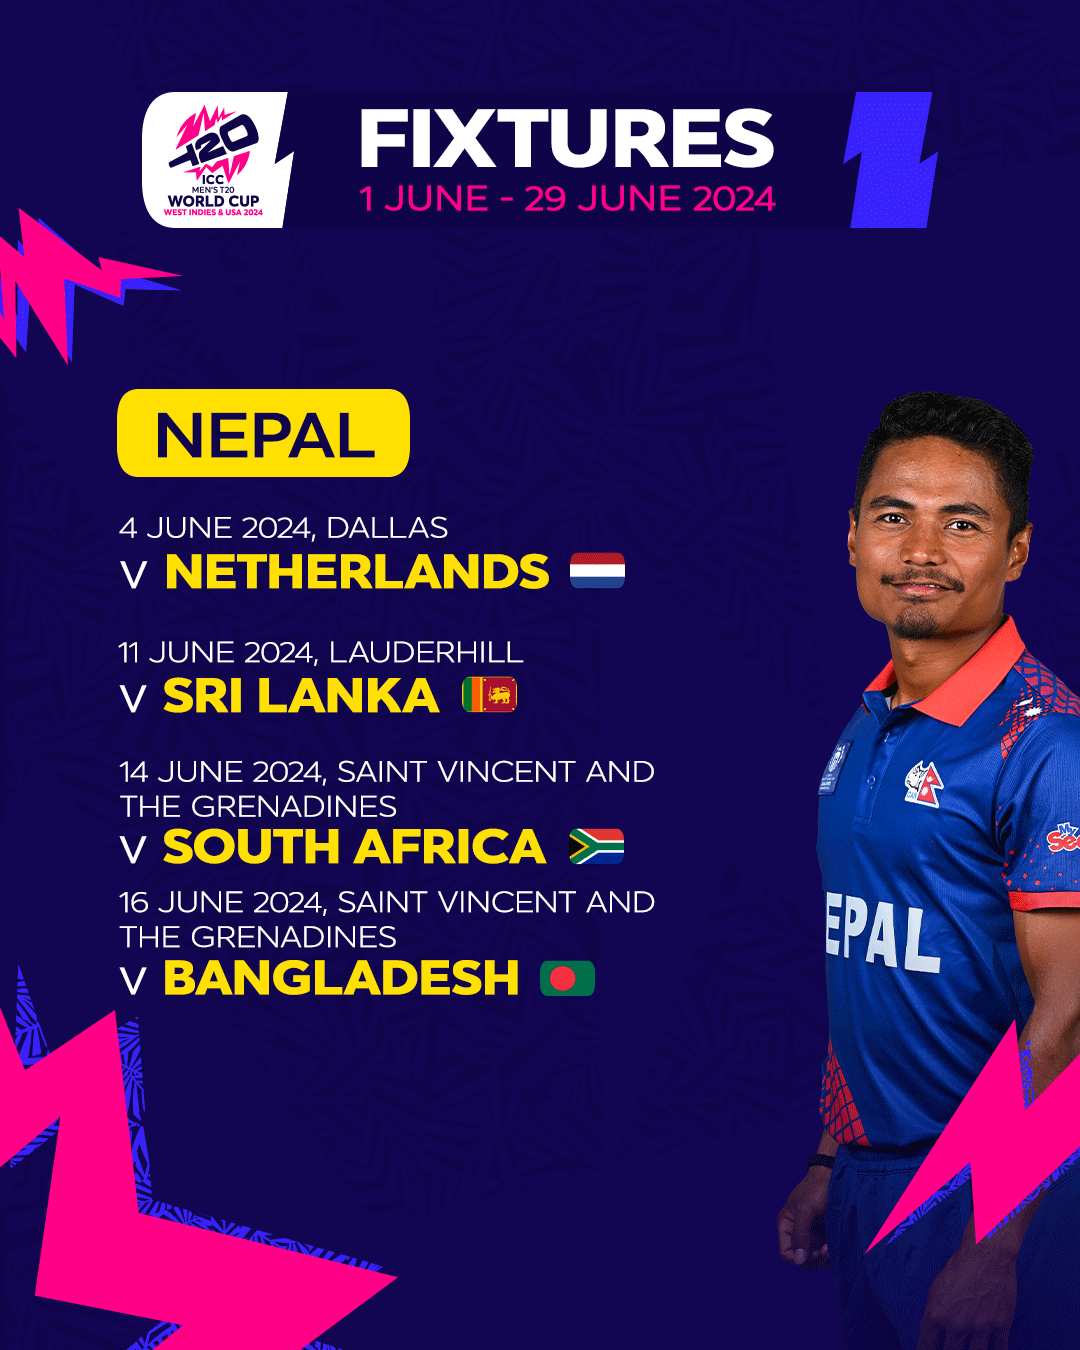 T20
ICC
MEN'S T20
WORLD CUP
WEST INDIES & USA 2024
FIXTURES
1 JUNE - 29 JUNE 2024
NEPAL
4 JUNE 2024, DALLAS
V NETHERLANDS
11 JUNE 2024, LAUDERHILL
V SRI LANKA
14 JUNE 2024, SAINT VINCENT AND
THE GRENADINES
V SOUTH AFRICA
16 JUNE 2024, SAINT VINCENT AND
THE GRENADINES
V BANGLADESH
CAN
MY
EPAL